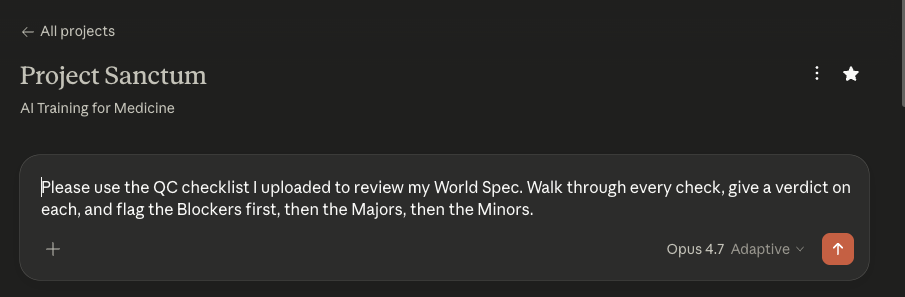 ← All projects
Project Sanctum
AI Training for Medicine
Please use the QC checklist I uploaded to review my World Spec. Walk through every check, give a verdict on
each, and flag the Blockers first, then the Majors, then the Minors.
Opus 4.7 Adaptive